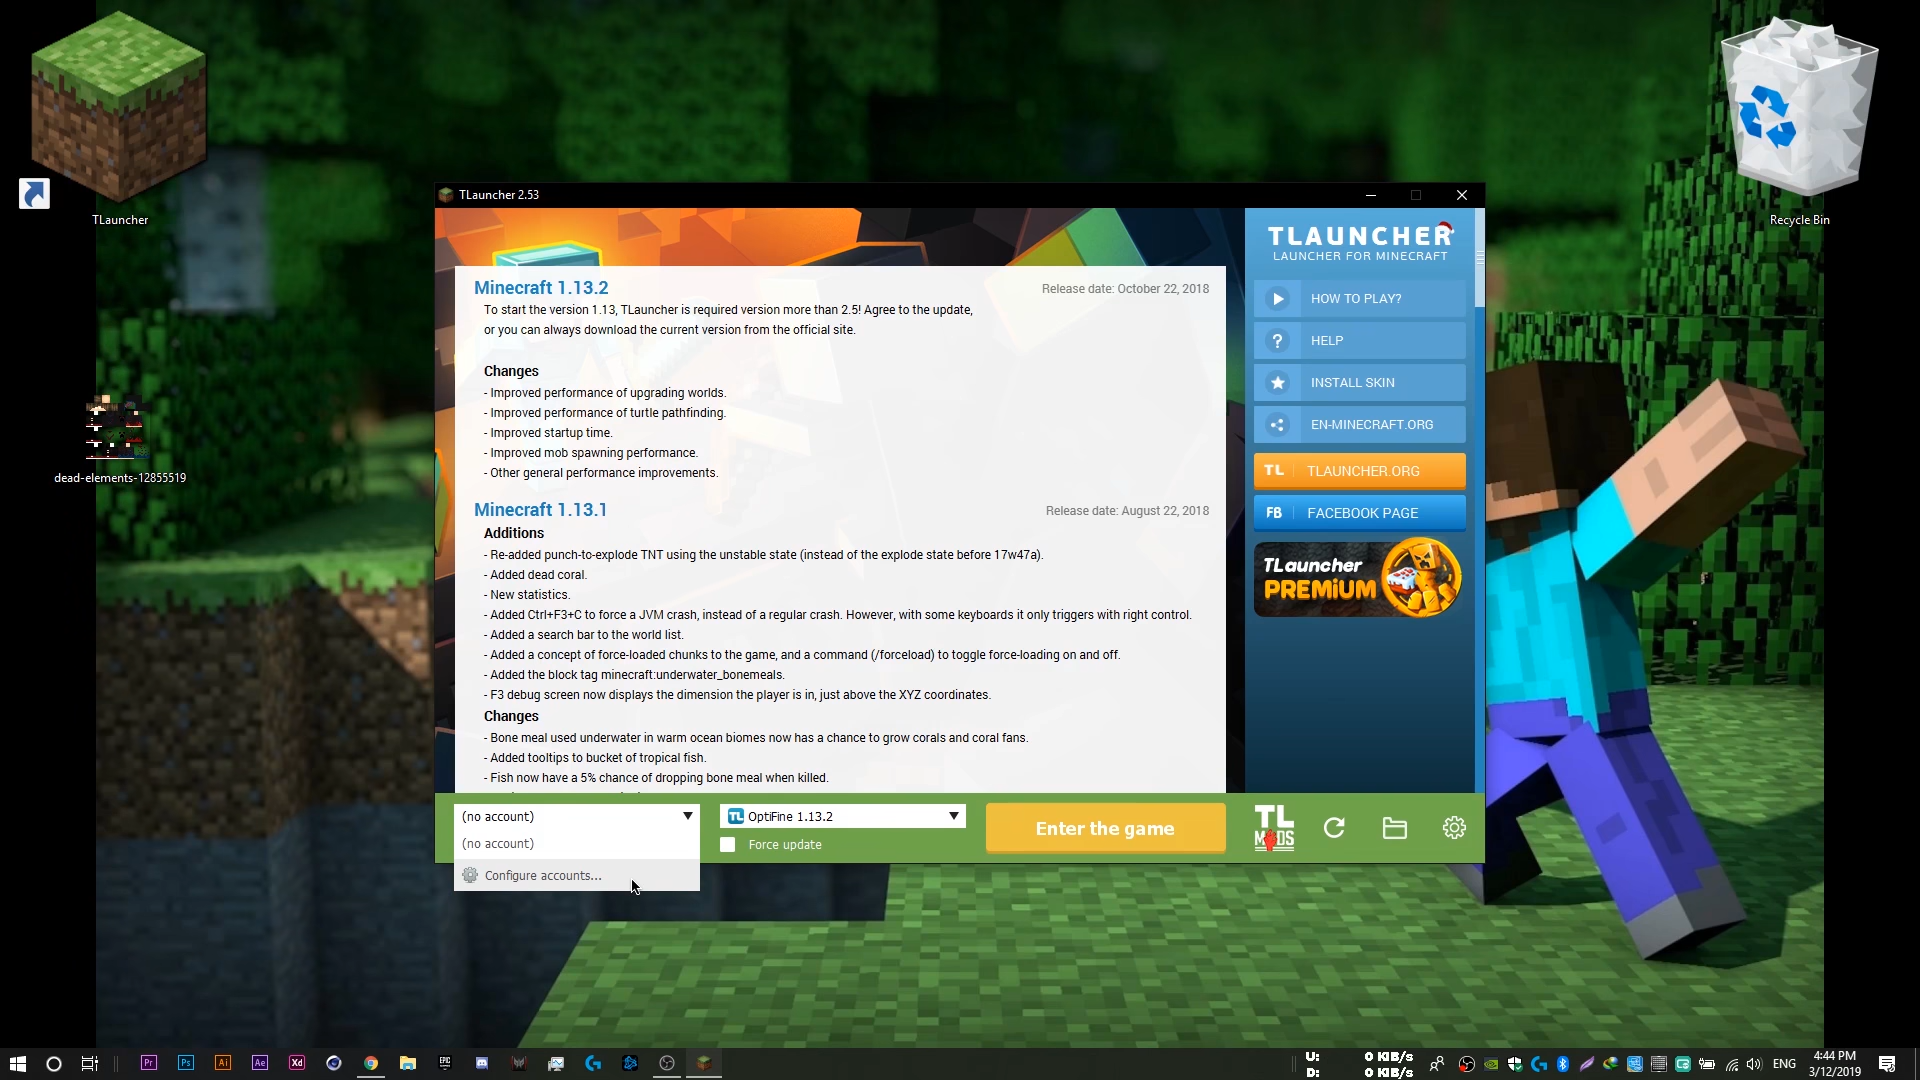 TLauncher
Recycle Bin
dead-elements-12855519
TLauncher 2.53
Minecraft 1.13.2
Release date: October 22, 2018
To start the version 1.13, TLauncher is required version more than 2.5! Agree to the update,
or you can always download the current version from the official site.
Changes
- Improved performance of upgrading worlds.
- Improved performance of turtle pathfinding.
- Improved startup time.
- Improved mob spawning performance.
- Other general performance improvements.
Minecraft 1.13.1
Release date: August 22, 2018
Additions
- Re-added punch-to-explode TNT using the unstable state (instead of the explode state before 17w47a).
- Added dead coral.
- New statistics.
- Added Ctrl+F3+C to force a JVM crash, instead of a regular crash. However, with some keyboards it only triggers with right control.
- Added a search bar to the world list.
- Added a concept of force-loaded chunks to the game, and a command (/forceload) to toggle force-loading on and off.
- Added the block tag minecraft:underwater_bonemeals.
- F3 debug screen now displays the dimension the player is in, just above the XYZ coordinates.
Changes
- Bone meal used underwater in warm ocean biomes now has a chance to grow corals and coral fans.
- Added tooltips to bucket of tropical fish.
- Fish now have a 5% chance of dropping bone meal when killed.
TLAUNCHER
LAUNCHER FOR MINECRAFT
HOW TO PLAY?
? HELP
INSTALL SKIN
EN-MINECRAFT.ORG
TL TLAUNCHER.ORG
FB FACEBOOK PAGE
TLauncher
PREMIUM
(no account)
(no account)
Configure accounts...
TL OptiFine 1.13.2
Force update
Enter the game
TL
MODS
Pr Ps Ai Ae Xd
EPIC
U: 0 KiB/s
D: 0 KiB/s
ENG
4:44 PM
3/12/2019